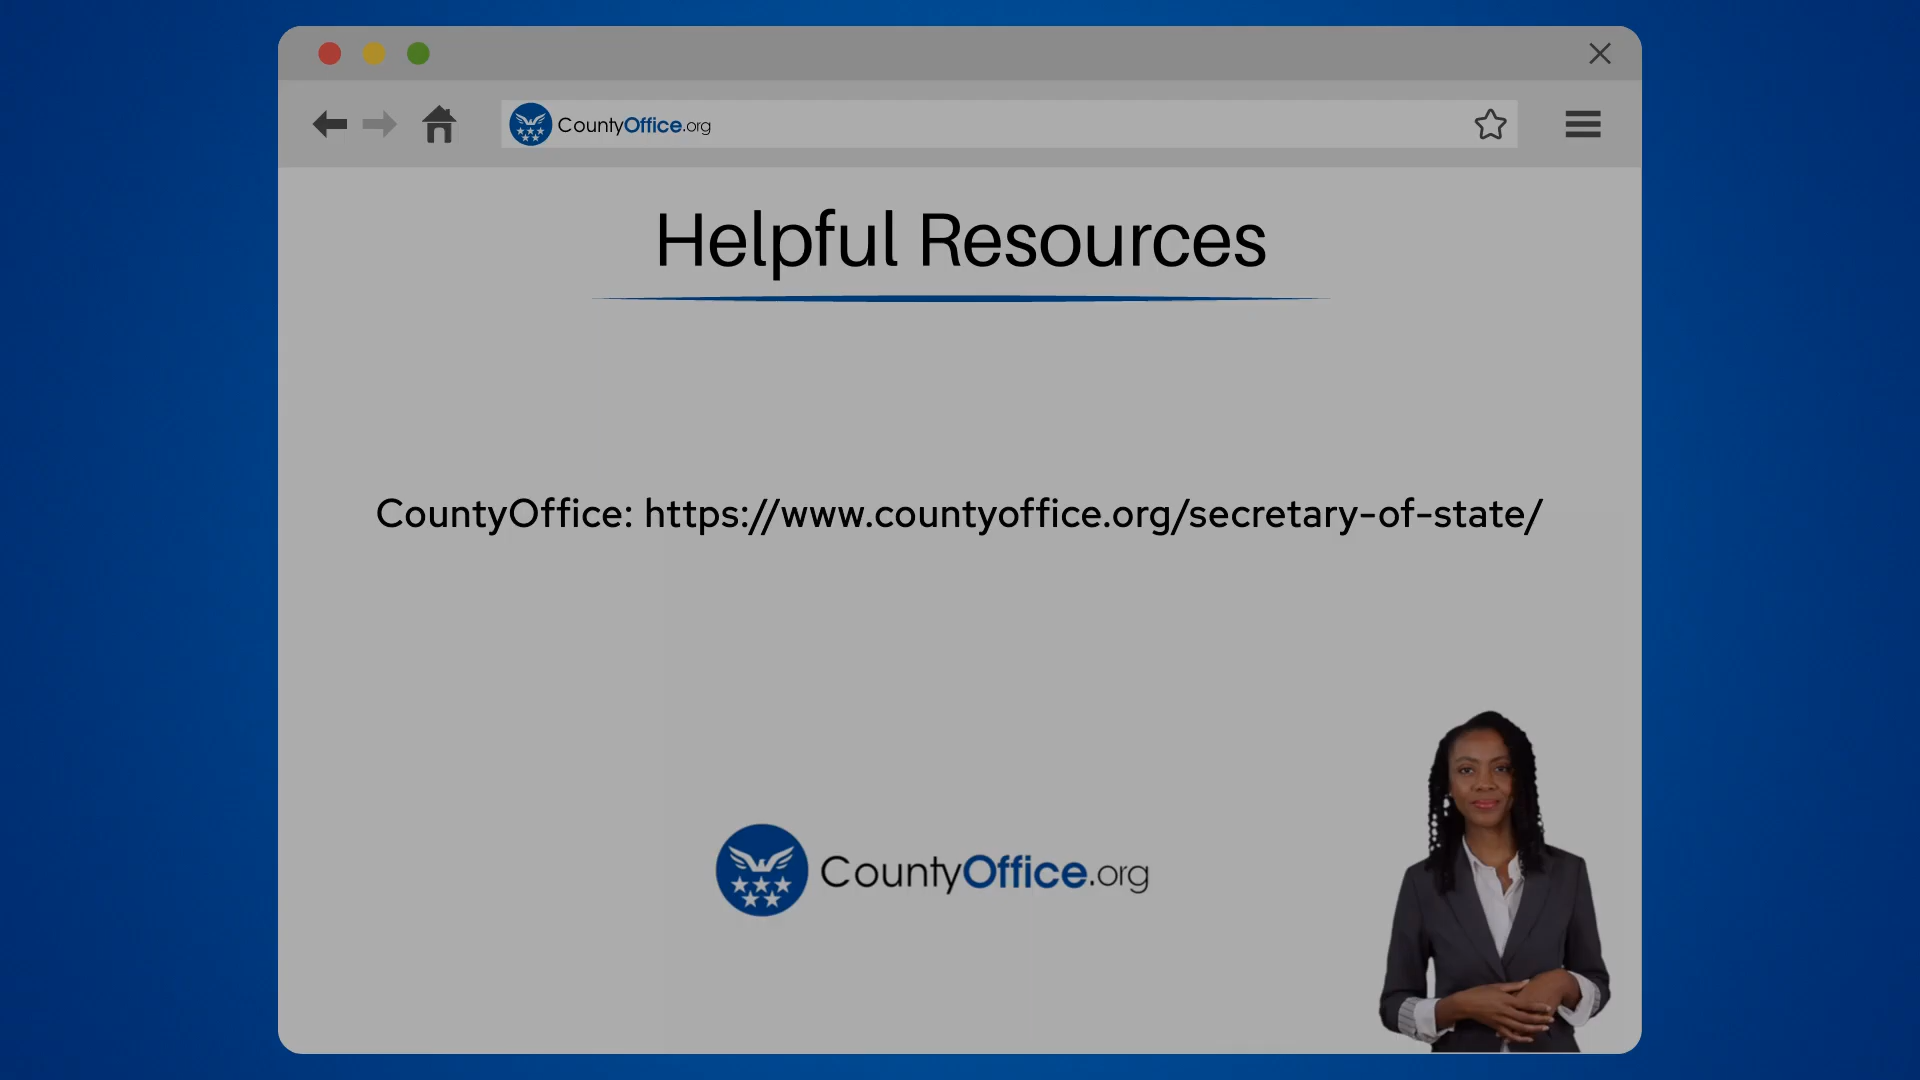 CountyOffice.org
Helpful Resources
CountyOffice: https://www.countyoffice.org/secretary-of-state/
CountyOffice.org